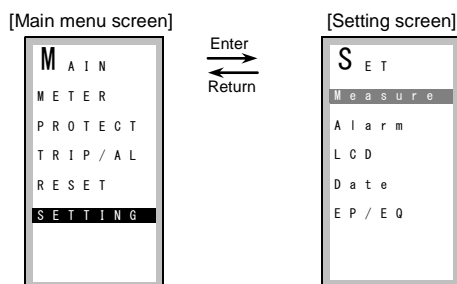 [Main menu screen]
MAIN
METER
PROTECT
TRIP/AL
RESET
SETTING
Enter
Return
[Setting screen]
SET
Measure
Alarm
LCD
Date
EP/EQ